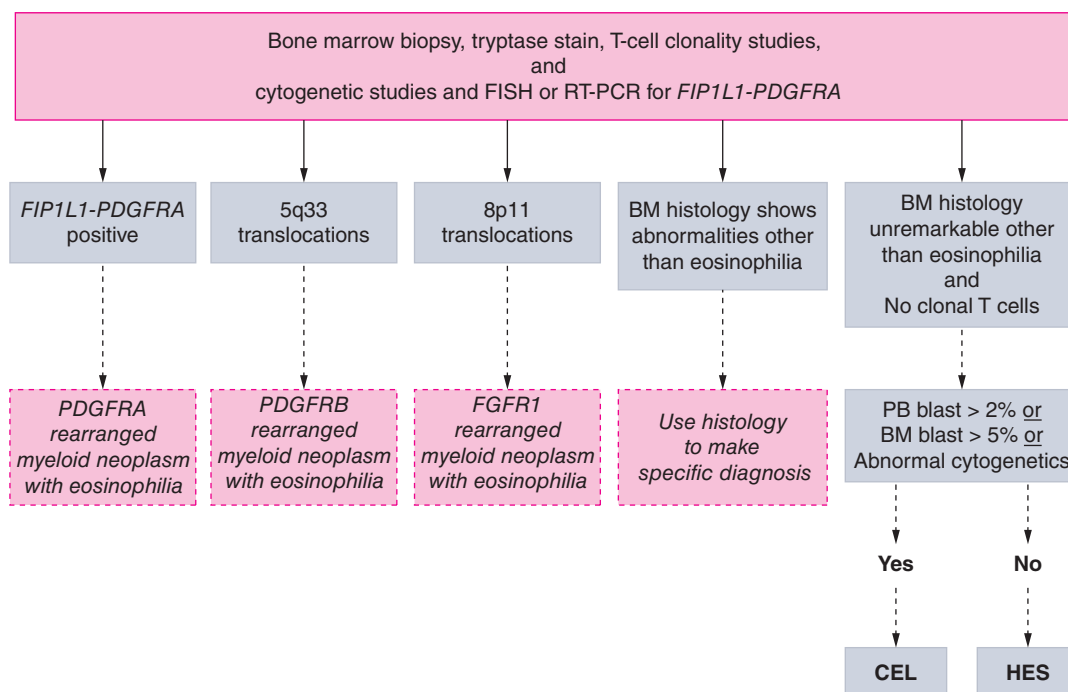 Bone marrow biopsy, tryptase stain, T-cell clonality studies,
and
cytogenetic studies and FISH or RT-PCR for FIP1L1-PDGFRA
FIP1L1-PDGFRA
positive
5q33
translocations
8p11
translocations
BM histology shows
abnormalities other
than eosinophilia
BM histology
unremarkable other
than eosinophilia
and
No clonal T cells
PDGFRA
rearranged
myeloid neoplasm
with eosinophilia
PDGFRB
rearranged
myeloid neoplasm
with eosinophilia
FGFR1
rearranged
myeloid neoplasm
with eosinophilia
Use histology
to make
specific diagnosis
PB blast > 2% or
BM blast > 5% or
Abnormal cytogenetics
Yes
No
CEL
HES